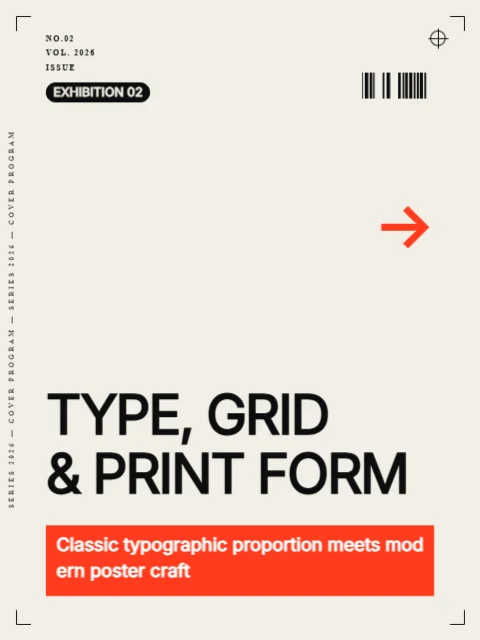 NO.02
VOL. 2026
ISSUE
EXHIBITION 02
SERIES 2026 — COVER PROGRAM — SERIES 2026 — COVER PROGRAM
TYPE, GRID
& PRINT FORM
Classic typographic proportion meets mod
ern poster craft